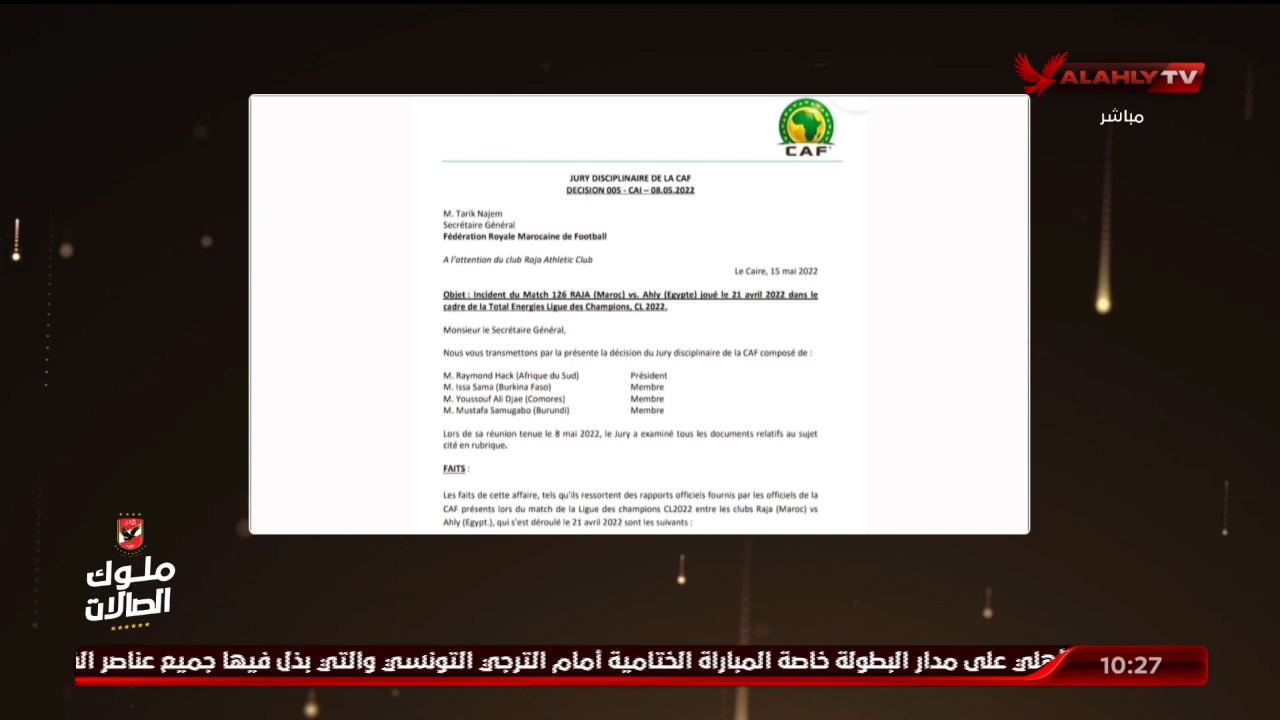 ALAHLY TV
مباشر
CAF
JURY DISCIPLINAIRE DE LA CAF
DECISION 005 - CAI – 08.05.2022
M. Tarik Najem
Secrétaire Général
Fédération Royale Marocaine de Football
A l'attention du club Raja Athletic Club
Le Caire, 15 mai 2022
Objet : Incident du Match 126 RAJA (Maroc) vs. Ahly (Egypte) joué le 21 avril 2022 dans le
cadre de la Total Energies Ligue des Champions, CL 2022.
Monsieur le Secrétaire Général,
Nous vous transmettons par la présente la décision du Jury disciplinaire de la CAF composé de :
M. Raymond Hack (Afrique du Sud) Président
M. Issa Sama (Burkina Faso) Membre
M. Youssouf Ali Djae (Comores) Membre
M. Mustafa Samugabo (Burundi) Membre
Lors de sa réunion tenue le 8 mai 2022, le Jury a examiné tous les documents relatifs au sujet
cité en rubrique.
FAITS :
Les faits de cette affaire, tels qu'ils ressortent des rapports officiels fournis par les officiels de la
CAF présents lors du match de la Ligue des champions CL2022 entre les clubs Raja (Maroc) vs
Ahly (Egypt.), qui s'est déroulé le 21 avril 2022 sont les suivants :
ملوك
الصالات
على مدار البطولة خاصة المباراة الختامية أمام الترجي التونسي والتي بذل فيها جميع عناصر
10:27